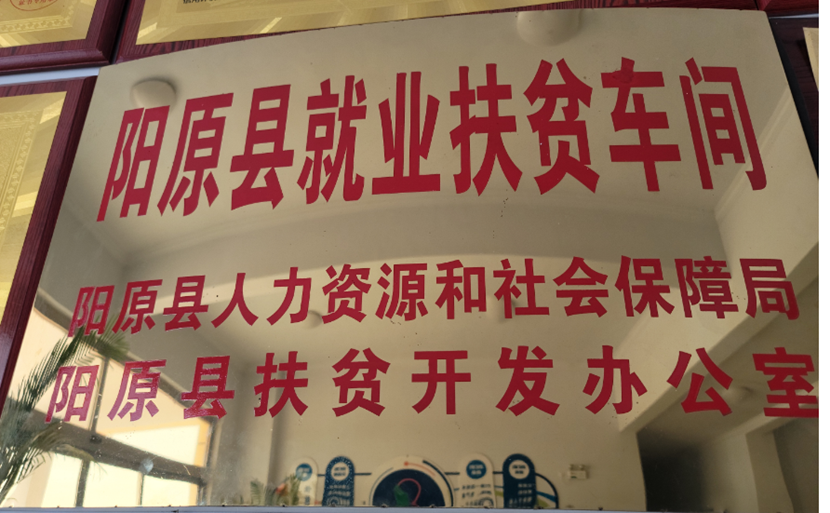 阳原县就业扶贫车间
阳原县人力资源和社会保障局
阳原县扶贫开发办公室